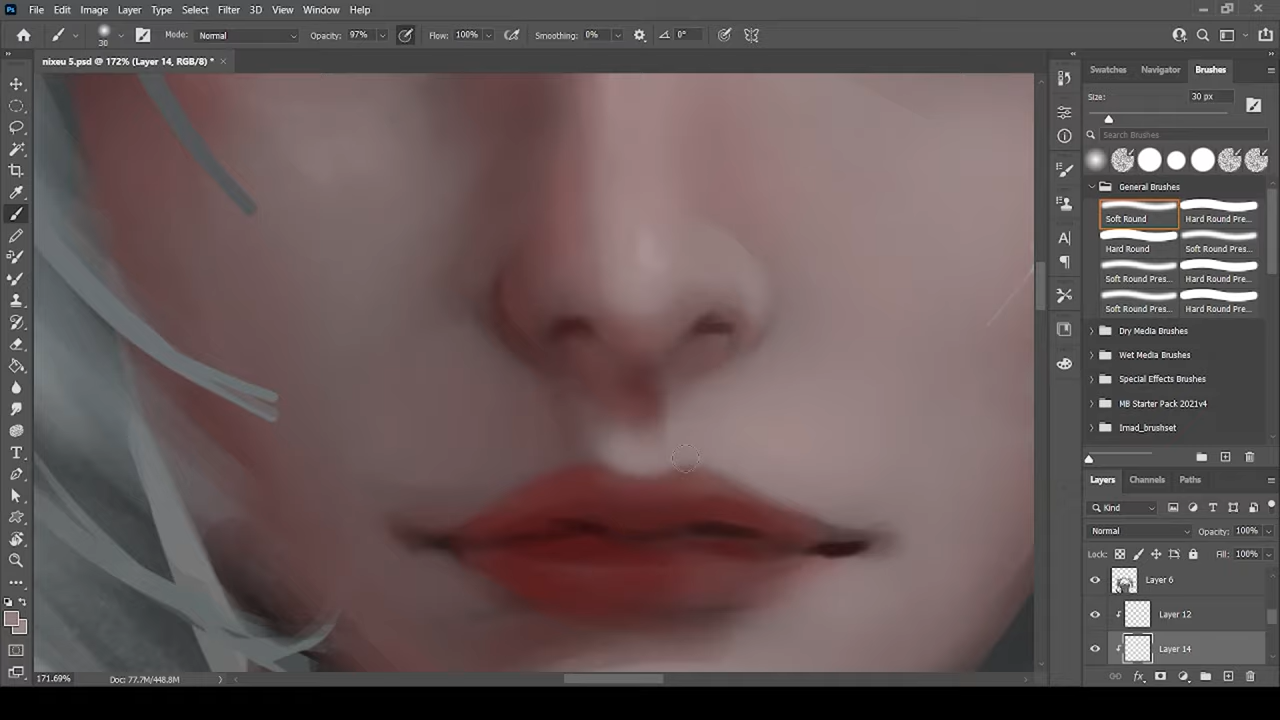 Ps File Edit Image Layer Type Select Filter 3D View Window Help
30 Mode: Normal Opacity: 97% Flow: 100% Smoothing: 0% 0°
nixeu 5.psd @ 172% (Layer 14, RGB/8) * ×
Swatches Navigator Brushes
Size: 30 px
Search Brushes
General Brushes
Soft Round Hard Round Pre...
Hard Round Soft Round Pres...
Soft Round Pres... Hard Round Pres...
Soft Round Pres... Hard Round Pres...
Dry Media Brushes
Wet Media Brushes
Special Effects Brushes
MB Starter Pack 2021v4
Imad_brushset
Layers Channels Paths
Kind
Normal Opacity: 100%
Lock: Fill: 100%
Layer 6
Layer 12
Layer 14
fx
171.69% Doc: 77.7M/448.8M